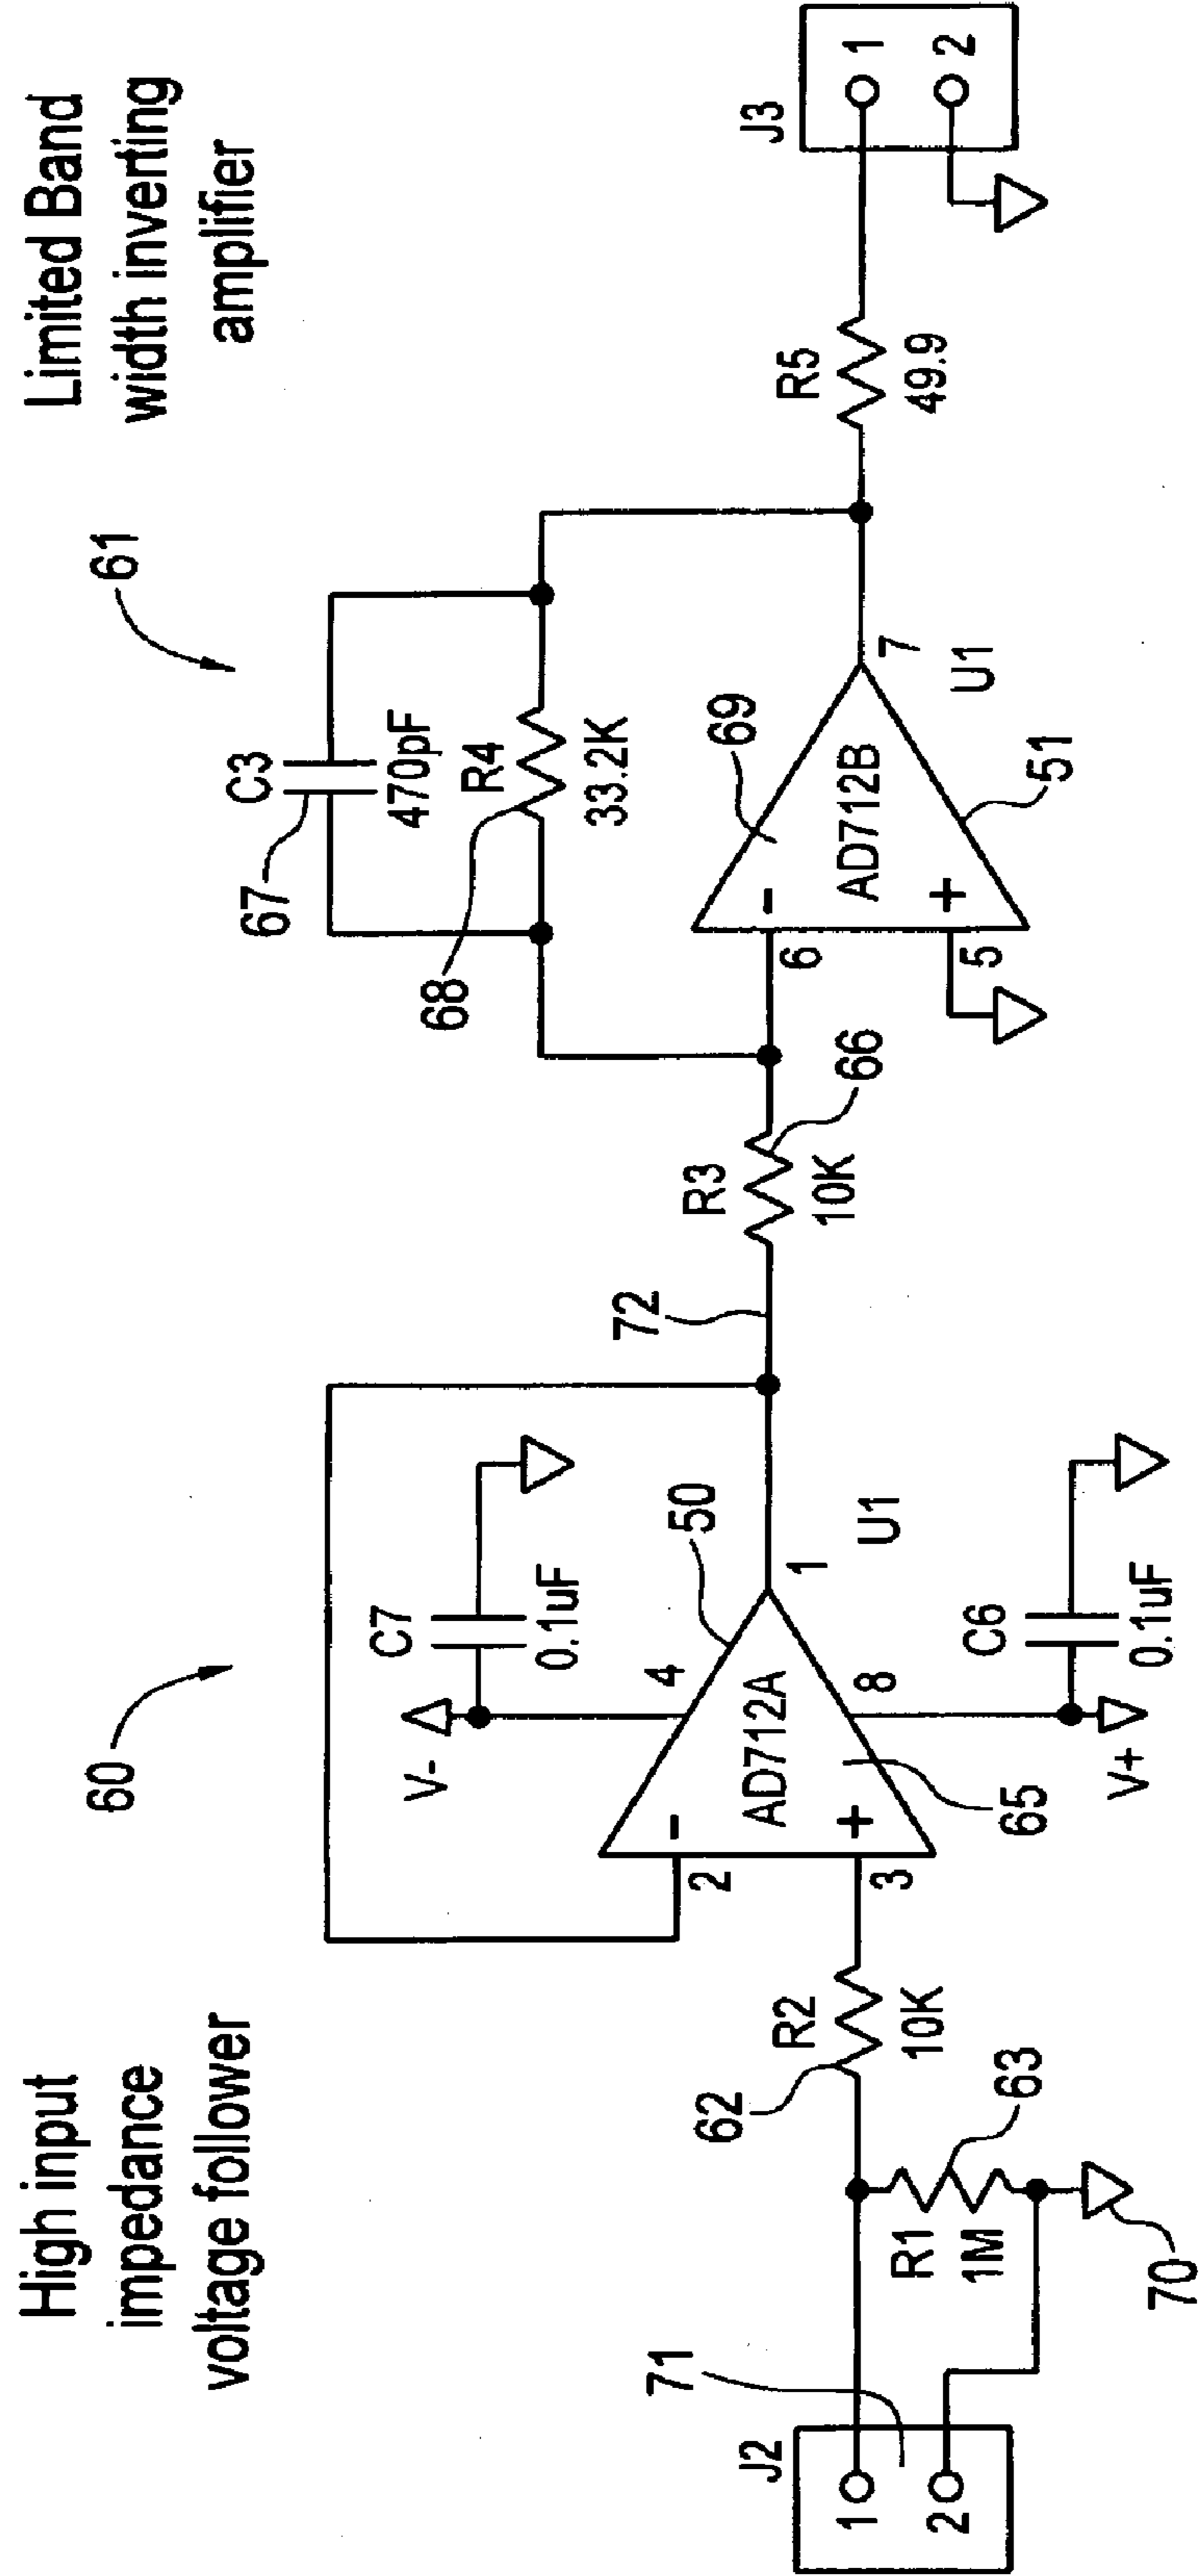 High input
impedance
voltage follower
60
Limited Band
width inverting
amplifier
61
J2
1
2
71
R1
1M
63
70
62
R2
10K
2
3
-
+
AD712A
65
4
8
V-
C7
0.1uF
50
1
U1
V+
C6
0.1uF
72
R3
10K
66
67
C3
470pF
68
R4
33.2K
6
5
-
+
AD712B
69
51
7
U1
R5
49.9
J3
1
2